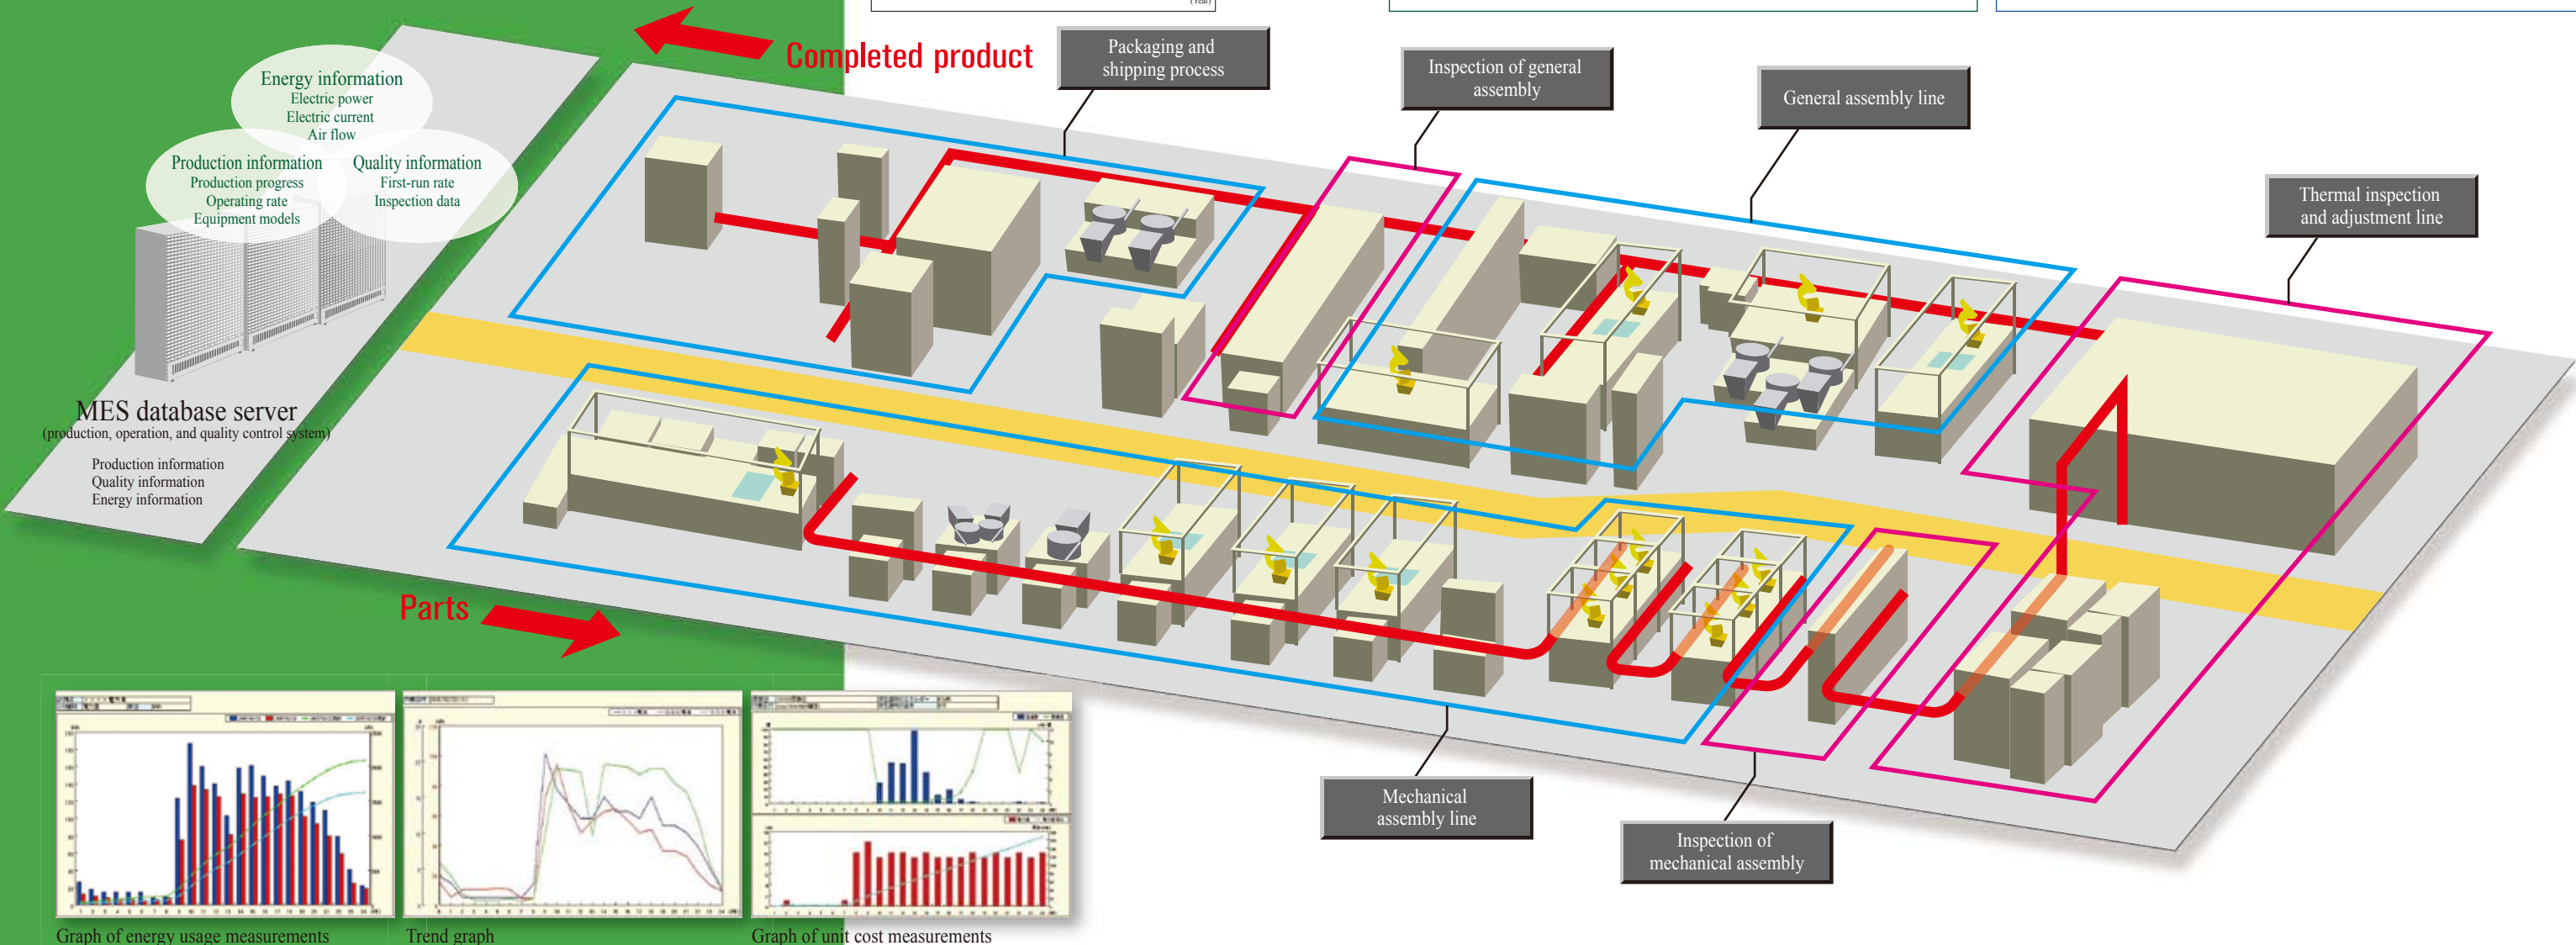 (Year)
Completed product
Packaging and
shipping process
Inspection of general
assembly
General assembly line
Thermal inspection
and adjustment line
Energy information
Electric power
Electric current
Air flow
Production information
Production progress
Operating rate
Equipment models
Quality information
First-run rate
Inspection data
MES database server
(production, operation, and quality control system)
Production information
Quality information
Energy information
Parts
Mechanical
assembly line
Inspection of
mechanical assembly
Graph of energy usage measurements
Trend graph
Graph of unit cost measurements